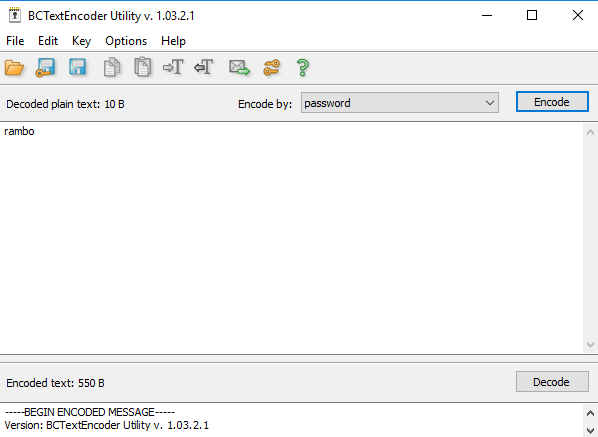 BCTextEncoder Utility v. 1.03.2.1
File Edit Key Options Help
Decoded plain text: 10 B Encode by: password Encode
rambo
Encoded text: 550 B Decode
-----BEGIN ENCODED MESSAGE-----
Version: BCTextEncoder Utility v. 1.03.2.1